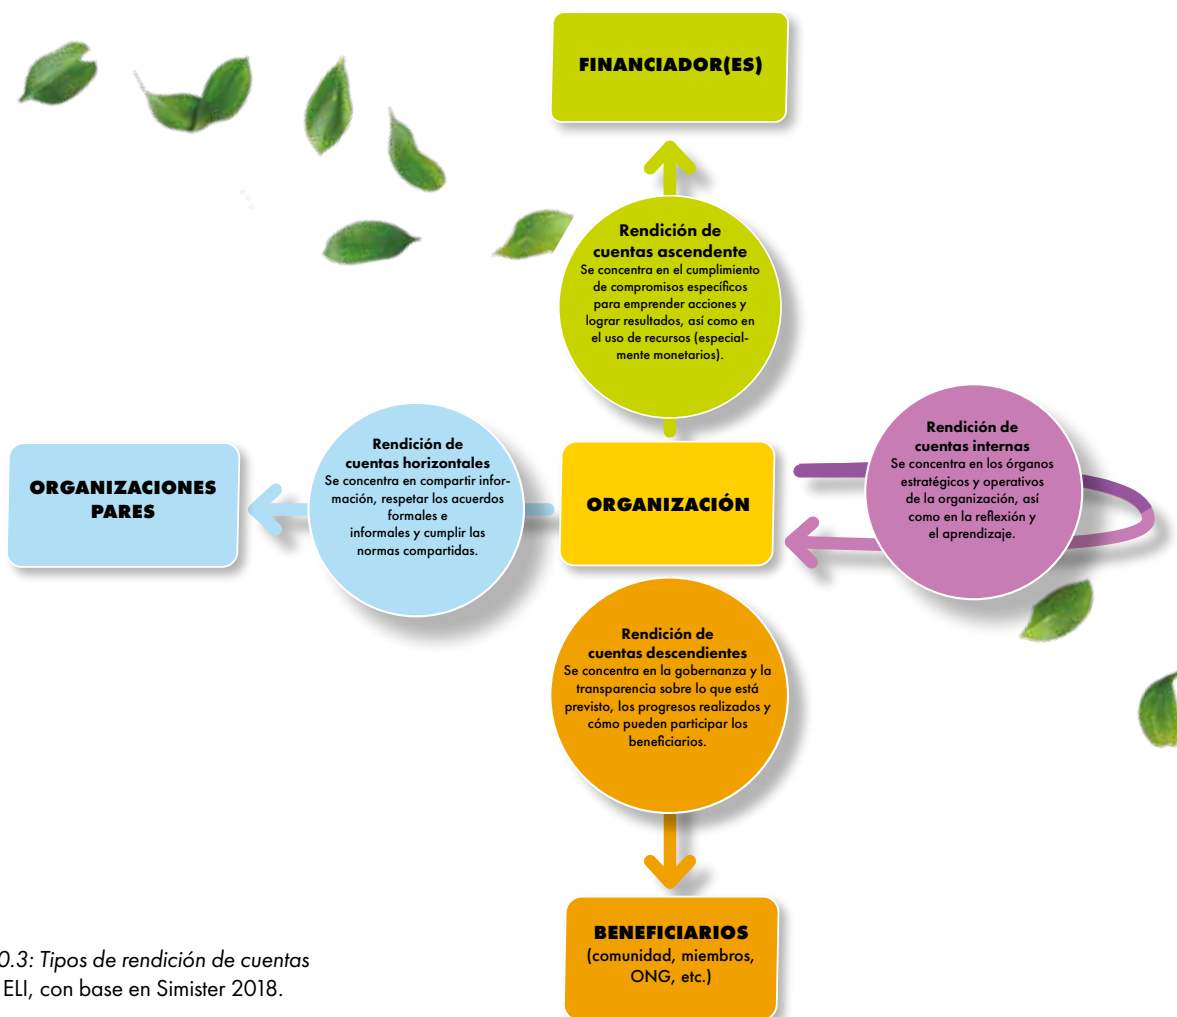 FINANCIADOR(ES)
Rendición de
cuentas ascendente
Se concentra en el cumplimiento
de compromisos específicos
para emprender acciones y
lograr resultados, así como en
el uso de recursos (especial-
mente monetarios).
Rendición de
cuentas horizontales
Se concentra en compartir infor-
mación, respetar los acuerdos
formales e
informales y cumplir las
normas compartidas.
Rendición de
cuentas internas
Se concentra en los órganos
estratégicos y operativos
de la organización, así
como en la reflexión y
el aprendizaje.
ORGANIZACIONES
PARES
ORGANIZACIÓN
Rendición de
cuentas descendientes
Se concentra en la gobernanza y la
transparencia sobre lo que está
previsto, los progresos realizados y
cómo pueden participar los
beneficiarios.
BENEFICIARIOS
(comunidad, miembros,
ONG, etc.)
0.3: Tipos de rendición de cuentas
ELI, con base en Simister 2018.